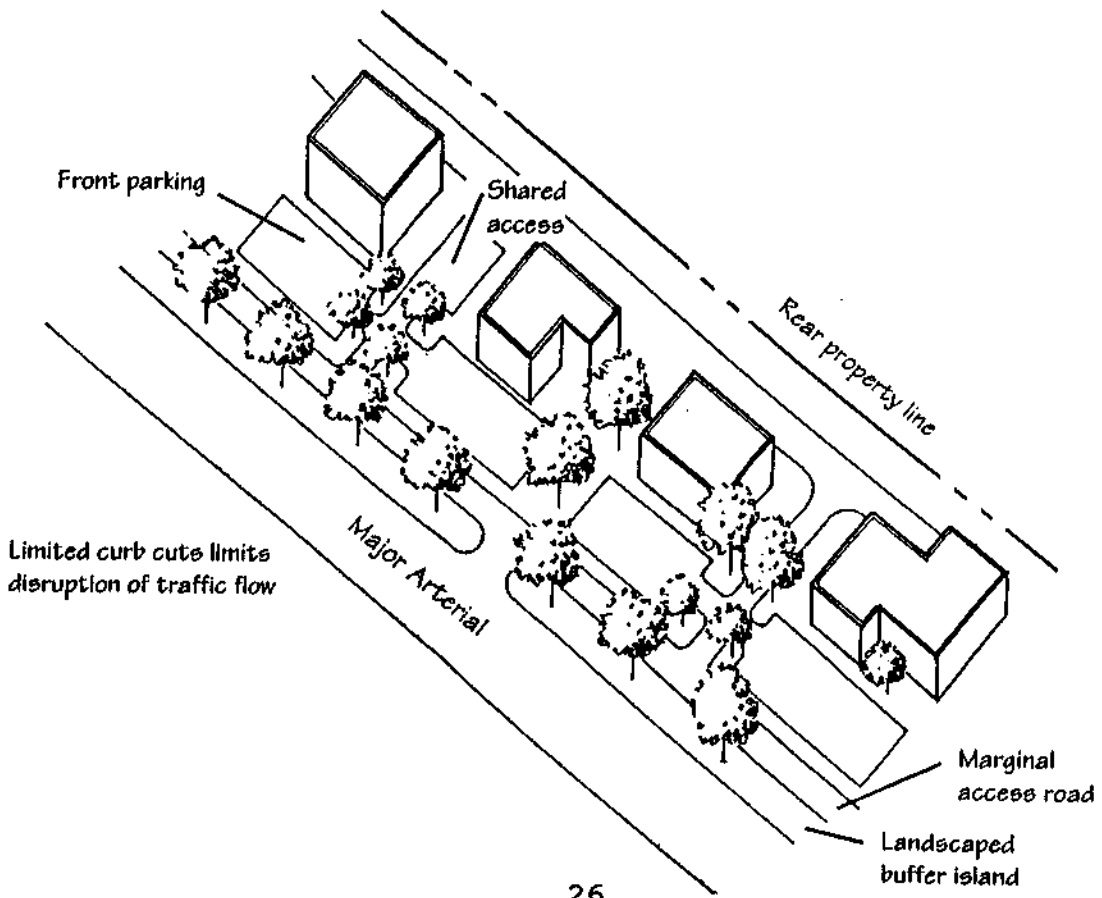 Front parking
Shared
access
Rear property line
Major Arterial
Limited curb cuts limits
disruption of traffic flow
Marginal
access road
Landscaped
buffer island
26